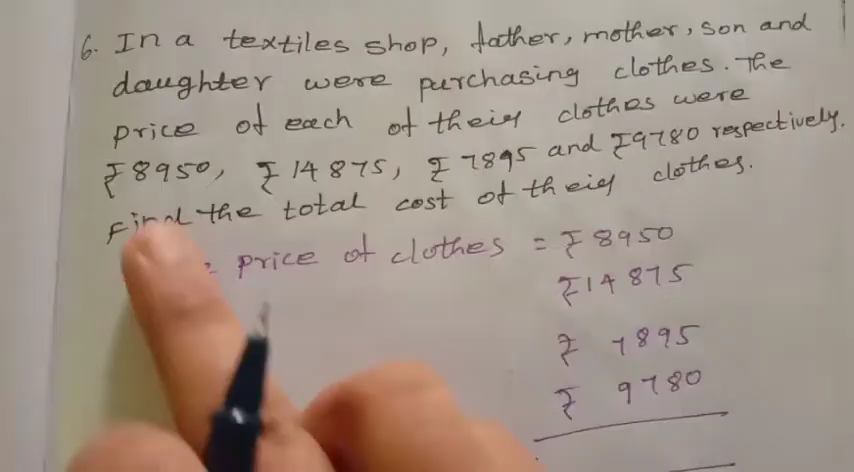 6. In a textiles shop, father, mother, son and
daughter were purchasing clothes. The
price of each of their clothes were
₹8950, ₹14875, ₹7895 and ₹9780 respectively.
Find the total cost of their clothes.
price of clothes = ₹8950
₹14875
₹ 7895
₹ 9780